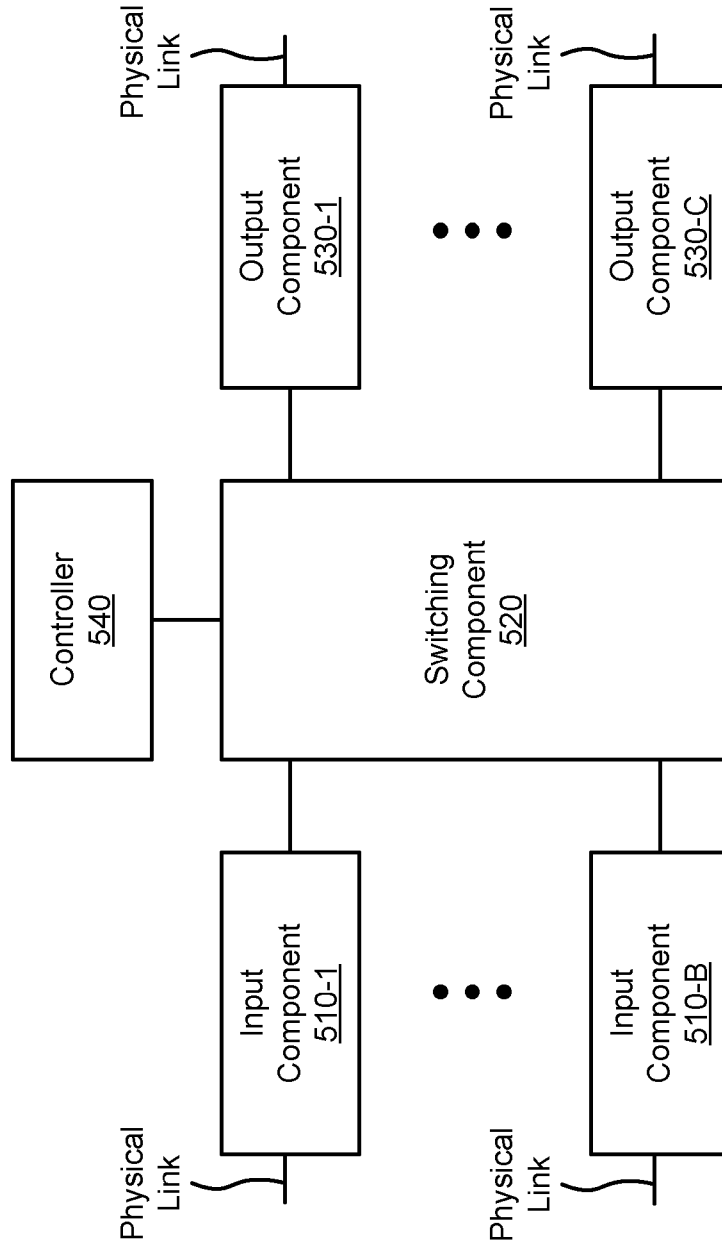 Controller
540
Physical
Link
Input
Component
510-1
Switching
Component
520
Output
Component
530-1
Physical
Link
Physical
Link
Input
Component
510-B
Output
Component
530-C
Physical
Link